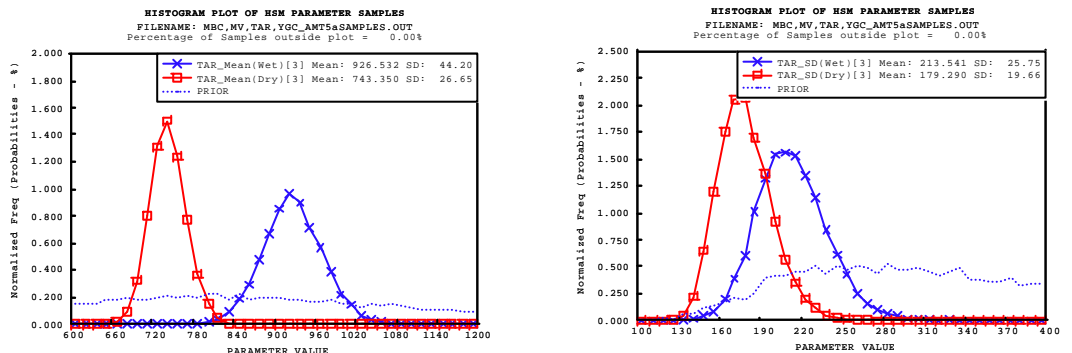 HISTOGRAM PLOT OF HSM PARAMETER SAMPLES
FILENAME: MBC,MV,TAR,YGC_AMT5aSAMPLES.OUT
Percentage of Samples outside plot = 0.00%
Normalized Freq (Probabilities - %)
2.000
1.800
1.600
1.400
1.200
1.000
0.800
0.600
0.400
0.200
0.000
TAR_Mean(Wet)[3] Mean: 926.532 SD: 44.20
TAR_Mean(Dry)[3] Mean: 743.350 SD: 26.65
PRIOR
600 660 720 780 840 900 960 1020 1080 1140 1200
PARAMETER VALUE
HISTOGRAM PLOT OF HSM PARAMETER SAMPLES
FILENAME: MBC,MV,TAR,YGC_AMT5aSAMPLES.OUT
Percentage of Samples outside plot = 0.00%
Normalized Freq (Probabilities - %)
2.500
2.250
2.000
1.750
1.500
1.250
1.000
0.750
0.500
0.250
0.000
TAR_SD(Wet)[3] Mean: 213.541 SD: 25.75
TAR_SD(Dry)[3] Mean: 179.290 SD: 19.66
PRIOR
100 130 160 190 220 250 280 310 340 370 400
PARAMETER VALUE